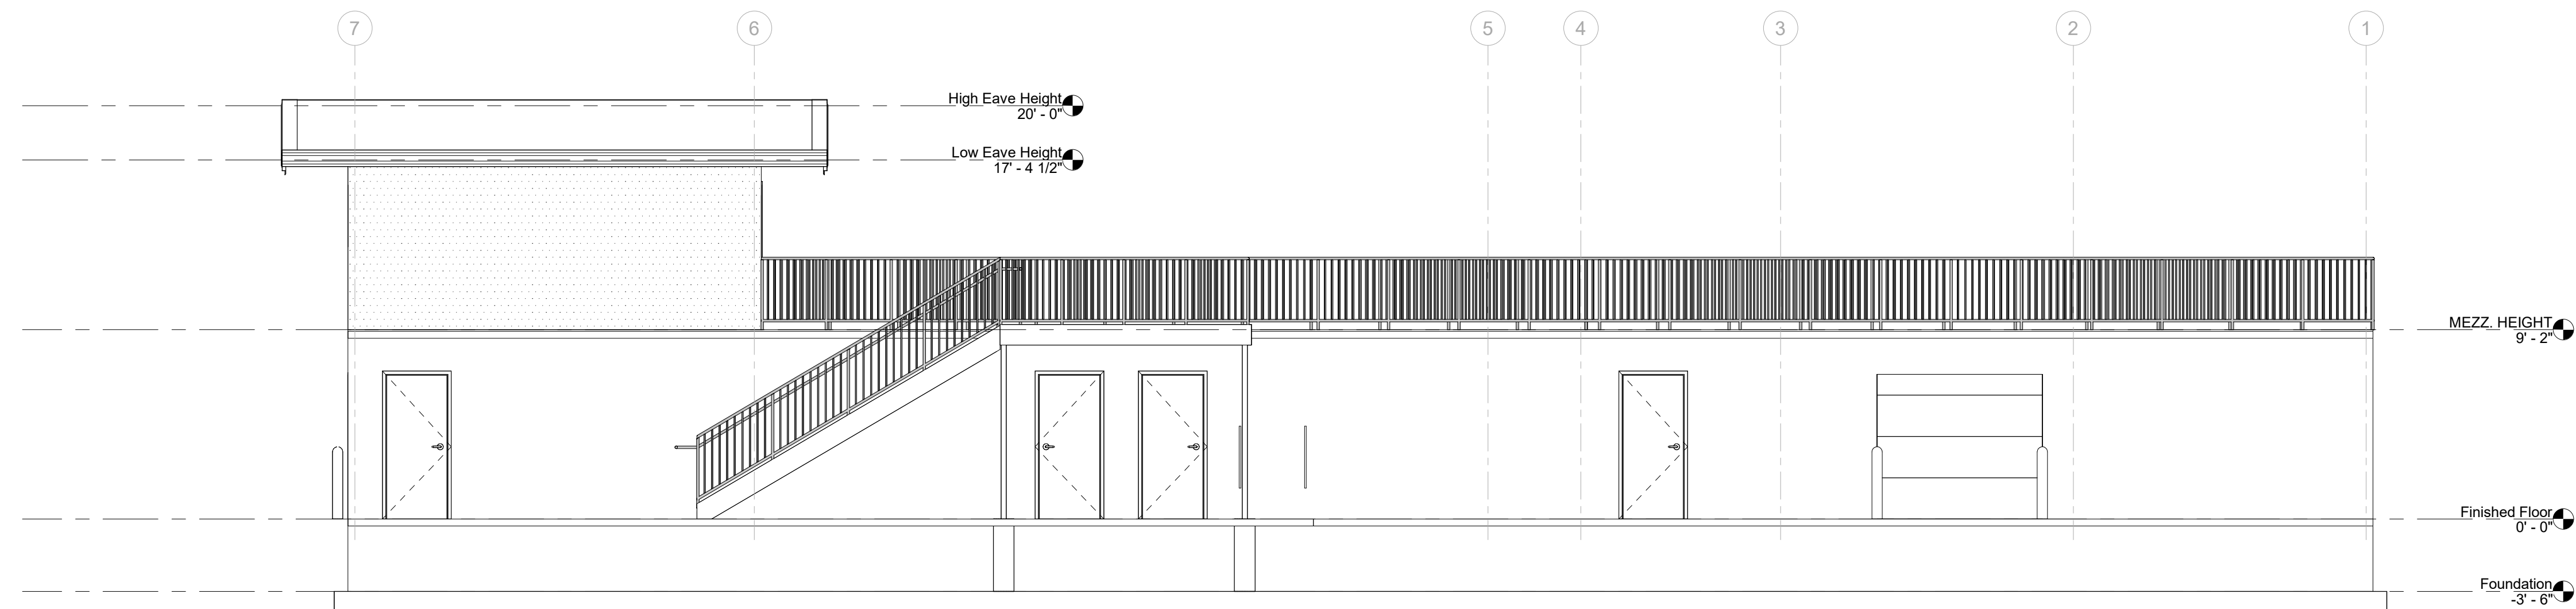 7
6
5
4
3
2
1
High Eave Height
20' - 0"
Low Eave Height
17' - 4 1/2"
MEZZ. HEIGHT
9' - 2"
Finished Floor
0' - 0"
Foundation
-3' - 6"